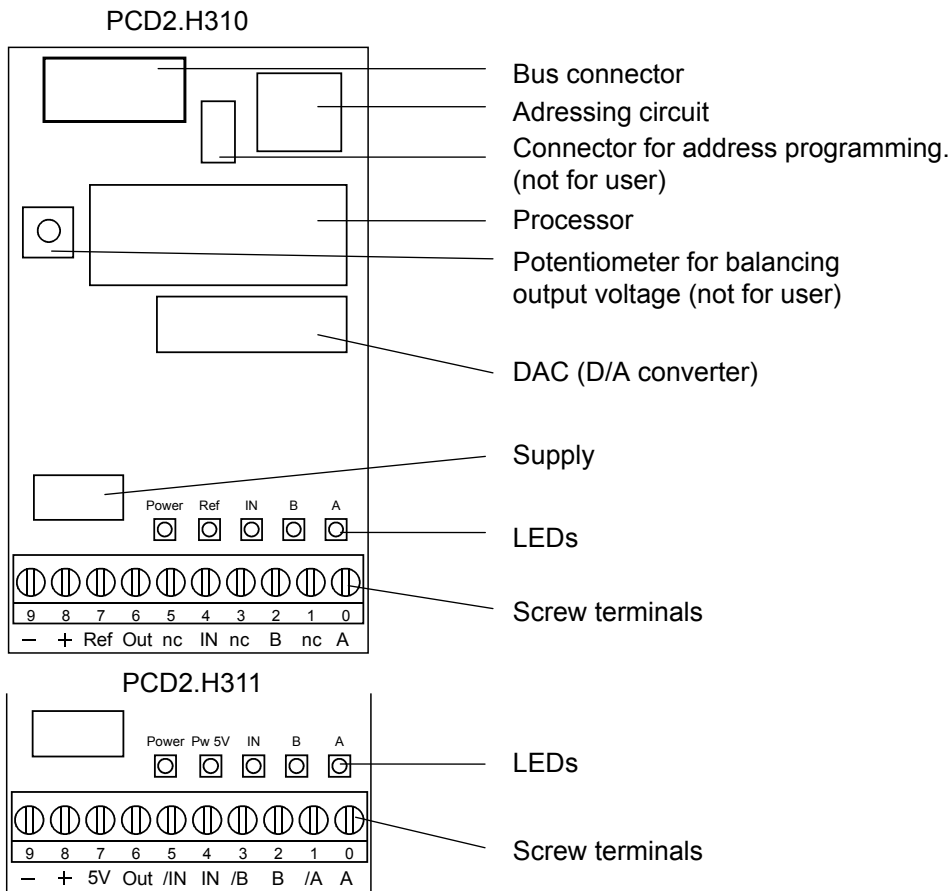 PCD2.H310
Bus connector
Adressing circuit
Connector for address programming.
(not for user)
Processor
Potentiometer for balancing
output voltage (not for user)
DAC (D/A converter)
Supply
Power Ref IN B A
LEDs
Screw terminals
9 8 7 6 5 4 3 2 1 0
– + Ref Out nc IN nc B nc A
PCD2.H311
Power Pw 5V IN B A
LEDs
Screw terminals
9 8 7 6 5 4 3 2 1 0
– + 5V Out /IN IN /B B /A A